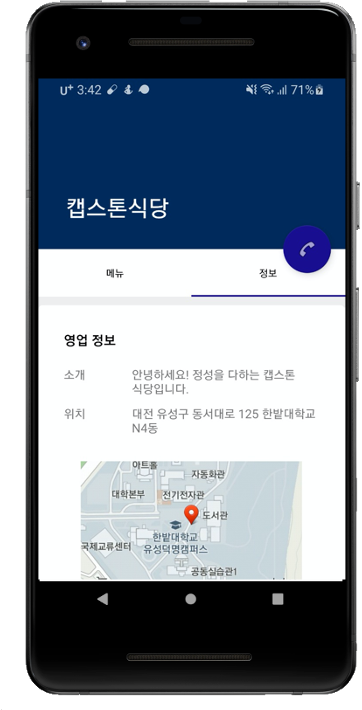 U+ 3:42 71%
캡스톤식당
메뉴 정보
영업 정보
소개 안녕하세요! 정성을 다하는 캡스톤
식당입니다.
위치 대전 유성구 동서대로 125 한밭대학교
N4동
아트홀
자동화관
대학본부 전기전자관
도서관
한밭대학교
국제교류센터 유성덕명캠퍼스
공동실습관1